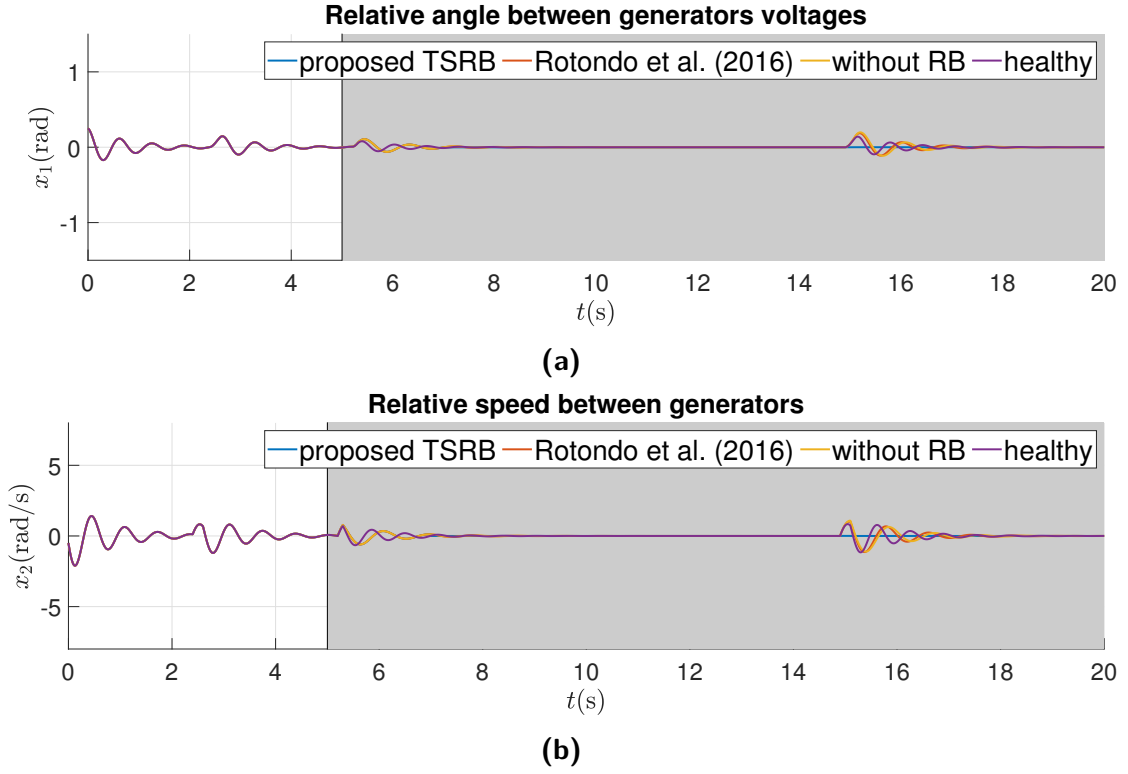 Relative angle between generators voltages
proposed TSRB Rotondo et al. (2016) without RB healthy
1
0
-1
x₁(rad)
0 2 4 6 8 10 12 14 16 18 20
t(s)
(a)
Relative speed between generators
proposed TSRB Rotondo et al. (2016) without RB healthy
5
0
-5
x₂(rad/s)
0 2 4 6 8 10 12 14 16 18 20
t(s)
(b)